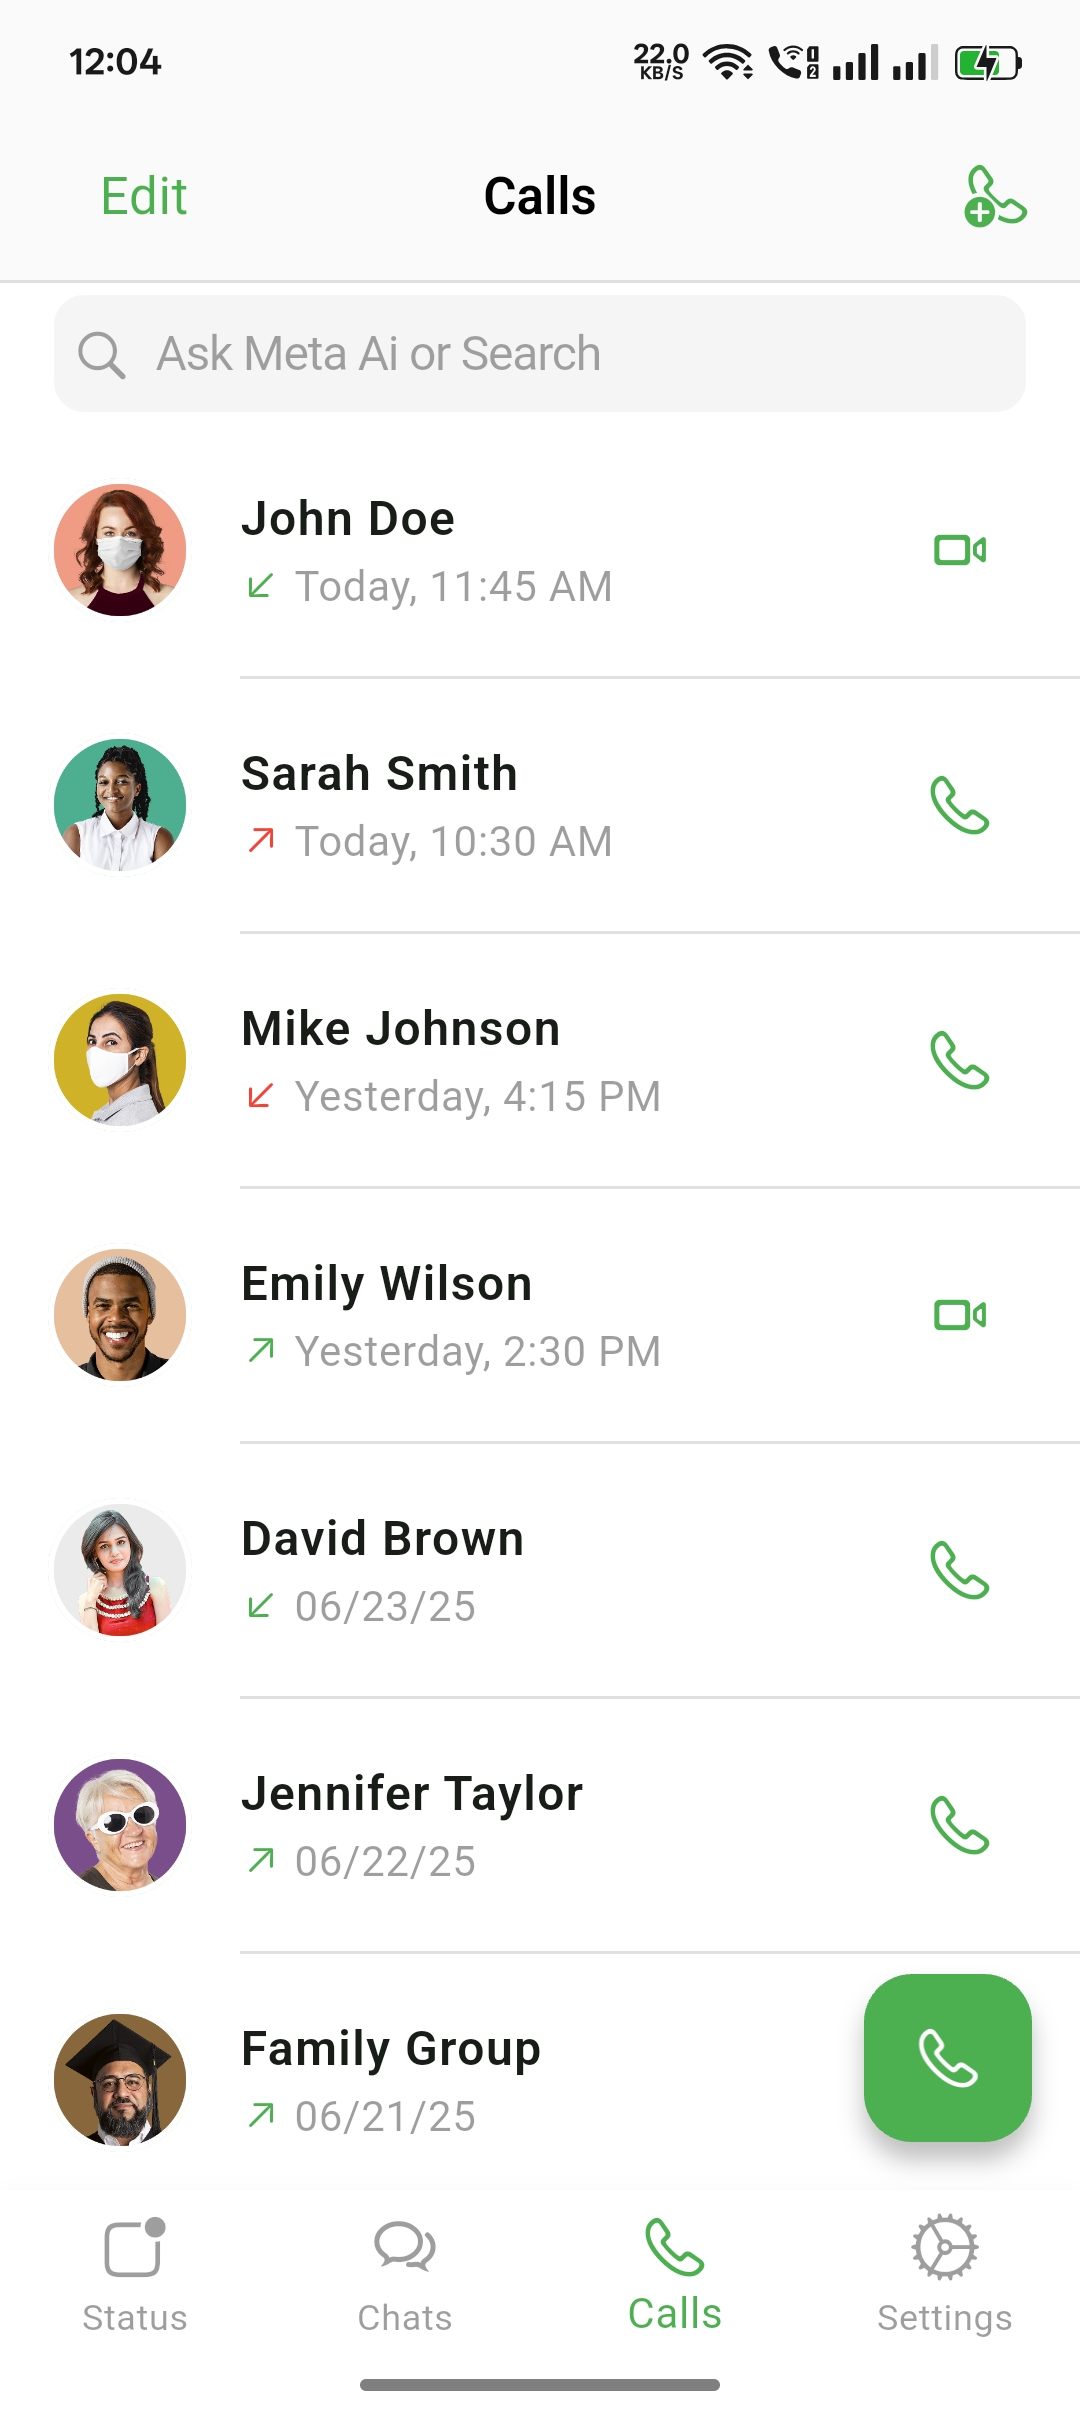 12:04
22.0
KB/S
1
2
Edit
Calls
Ask Meta Ai or Search
John Doe
Today, 11:45 AM
Sarah Smith
Today, 10:30 AM
Mike Johnson
Yesterday, 4:15 PM
Emily Wilson
Yesterday, 2:30 PM
David Brown
06/23/25
Jennifer Taylor
06/22/25
Family Group
06/21/25
Status
Chats
Calls
Settings